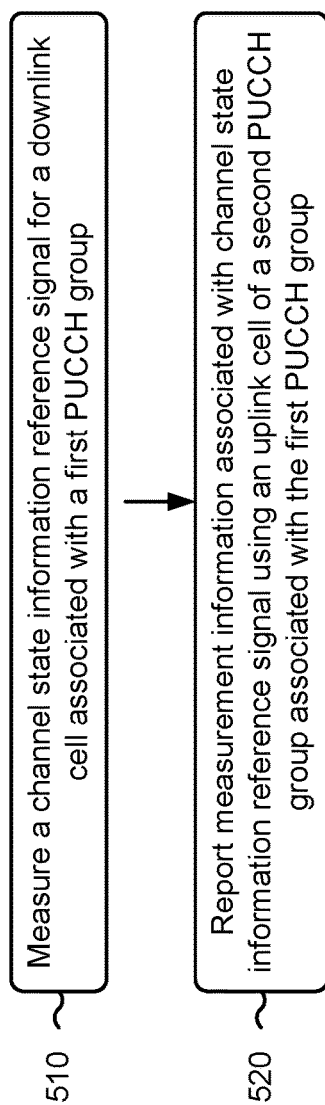 510
Measure a channel state information reference signal for a downlink
cell associated with a first PUCCH group
520
Report measurement information associated with channel state
information reference signal using an uplink cell of a second PUCCH
group associated with the first PUCCH group